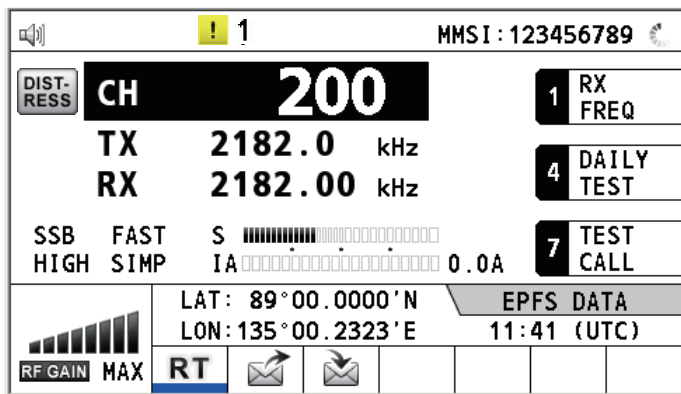 ! 1 MMSI:123456789
DIST-
RESS
CH 200
1 RX
FREQ
TX 2182.0 kHz
RX 2182.00 kHz
4 DAILY
TEST
SSB FAST S
HIGH SIMP IA 0.0A
7 TEST
CALL
LAT: 89°00.0000'N EPFS DATA
LON:135°00.2323'E 11:41 (UTC)
RF GAIN MAX RT